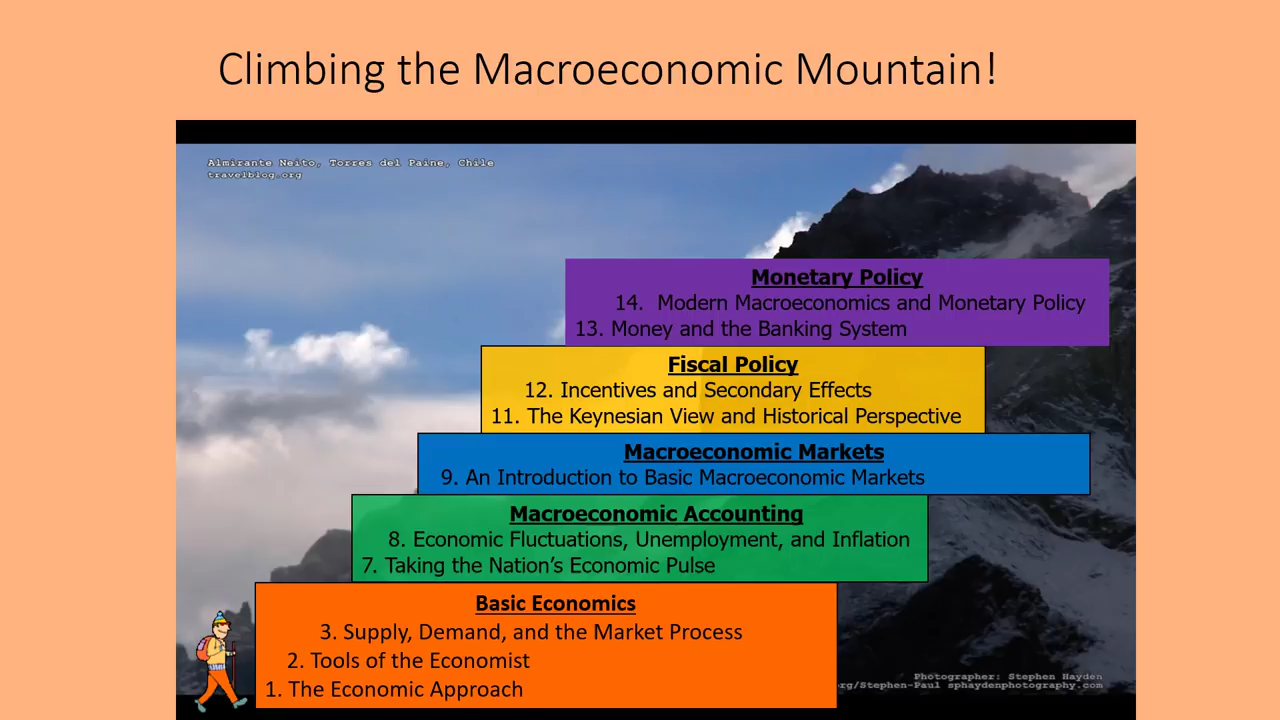 Climbing the Macroeconomic Mountain!
Almirante Neito, Torres del Paine, Chile
travelblog.org
Monetary Policy
14. Modern Macroeconomics and Monetary Policy
13. Money and the Banking System
Fiscal Policy
12. Incentives and Secondary Effects
11. The Keynesian View and Historical Perspective
Macroeconomic Markets
9. An Introduction to Basic Macroeconomic Markets
Macroeconomic Accounting
8. Economic Fluctuations, Unemployment, and Inflation
7. Taking the Nation’s Economic Pulse
Basic Economics
3. Supply, Demand, and the Market Process
2. Tools of the Economist
1. The Economic Approach
Photographer: Stephen Hayden
rg/Stephen-Paul sphaydenphotography.com